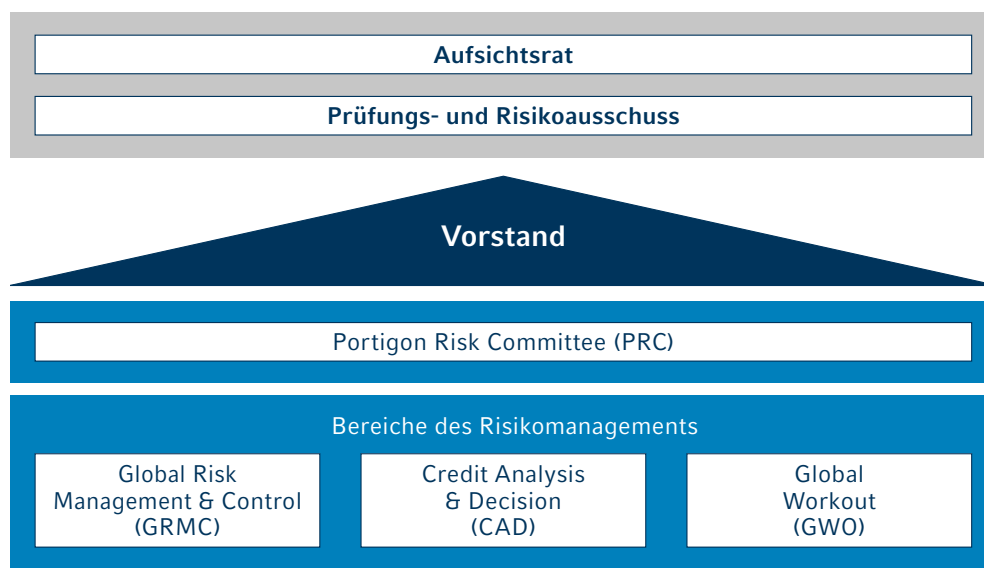 Aufsichtsrat
Prüfungs- und Risikoausschuss
Vorstand
Portigon Risk Committee (PRC)
Bereiche des Risikomanagements
Global Risk
Management & Control
(GRMC)
Credit Analysis
& Decision
(CAD)
Global
Workout
(GWO)